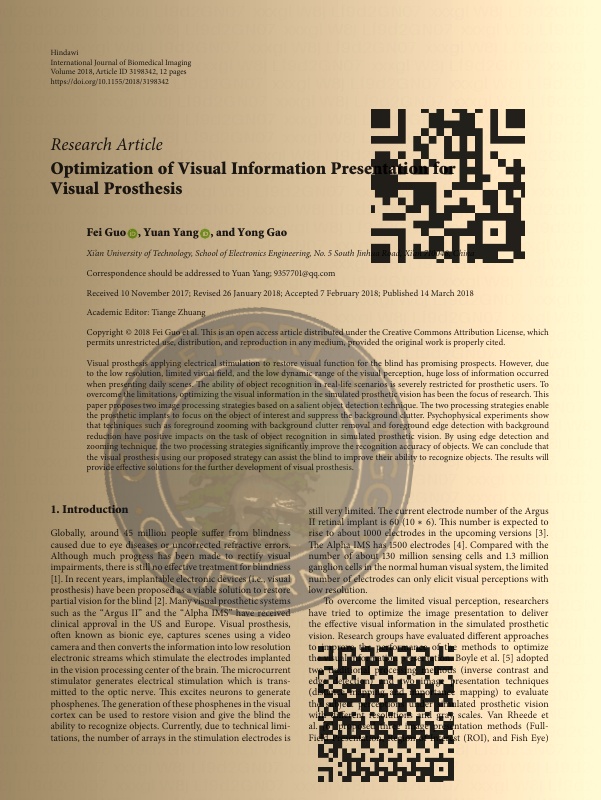 Hindawi
International Journal of Biomedical Imaging
Volume 2018, Article ID 3198342, 12 pages
https://doi.org/10.1155/2018/3198342
Research Article
Optimization of Visual Information Presentation for
Visual Prosthesis
Fei Guo, Yuan Yang, and Yong Gao
Xi'an University of Technology, School of Electronics Engineering, No. 5 South Jinhua Road, Xi'an
Correspondence should be addressed to Yuan Yang; 9357701@qq.com
Received 10 November 2017; Revised 26 January 2018; Accepted 7 February 2018; Published 14 March 2018
Academic Editor: Tiange Zhuang
Copyright © 2018 Fei Guo et al. This is an open access article distributed under the Creative Commons Attribution License, which
permits unrestricted use, distribution, and reproduction in any medium, provided the original work is properly cited.
Visual prosthesis applying electrical stimulation to restore visual function for the blind has promising prospects. However, due
to the low resolution, limited visual field, and the low dynamic range of the visual perception, huge loss of information occurred
when presenting daily scenes. The ability of object recognition in real-life scenarios is severely restricted for prosthetic users. To
overcome the limitations, optimizing the visual information in the simulated prosthetic vision has been the focus of research. This
paper proposes two image processing strategies based on a salient object detection technique. The two processing strategies enable
the prosthetic implants to focus on the object of interest and suppress the background clutter. Psychophysical experiments show
that techniques such as foreground zooming with background clutter removal and foreground edge detection with background
reduction have positive impacts on the task of object recognition in simulated prosthetic vision. By using edge detection and
zooming technique, the two processing strategies significantly improve the recognition accuracy of objects. We can conclude that
the visual prosthesis using our proposed strategy can assist the blind to improve their ability to recognize objects. The results will
provide effective solutions for the further development of visual prosthesis.
1. Introduction
Globally, around 45 million people suffer from blindness
caused due to eye diseases or uncorrected refractive errors.
Although much progress has been made to rectify visual
impairments, there is still no effective treatment for blindness
[1]. In recent years, implantable electronic devices (i.e., visual
prosthesis) have been proposed as a viable solution to restore
partial vision for the blind [2]. Many visual prosthetic systems
such as the “Argus II” and the “Alpha IMS” have received
clinical approval in the US and Europe. Visual prosthesis,
often known as bionic eye, captures scenes using a video
camera and then converts the information into low resolution
electronic streams which stimulate the electrodes implanted
in the vision processing center of the brain. The microcurrent
stimulator generates electrical stimulation which is trans-
mitted to the optic nerve. This excites neurons to generate
phosphenes. The generation of these phosphenes in the visual
cortex can be used to restore vision and give the blind the
ability to recognize objects. Currently, due to technical limi-
tations, the number of arrays in the stimulation electrodes is
still very limited. The current electrode number of the Argus
II retinal implant is 60 (10 ∗ 6). This number is expected to
rise to about 1000 electrodes in the upcoming versions [3].
The Alpha IMS has 1500 electrodes [4]. Compared with the
number of about 130 million sensing cells and 1.3 million
ganglion cells in the normal human visual system, the limited
number of electrodes can only elicit visual perceptions with
low resolution.
To overcome the limited visual perception, researchers
have tried to optimize the image presentation to deliver
the effective visual information in the simulated prosthetic
vision. Research groups have evaluated different approaches
to improve the performance of the methods to optimize
Boyle et al. [5] adopted
(inverse contrast and
presentation techniques
mapping) to evaluate
simulated prosthetic vision
with different resolutions and gray scales. Van Rheede et
al. presentation methods (Full-
Field (ROI), and Fish Eye)